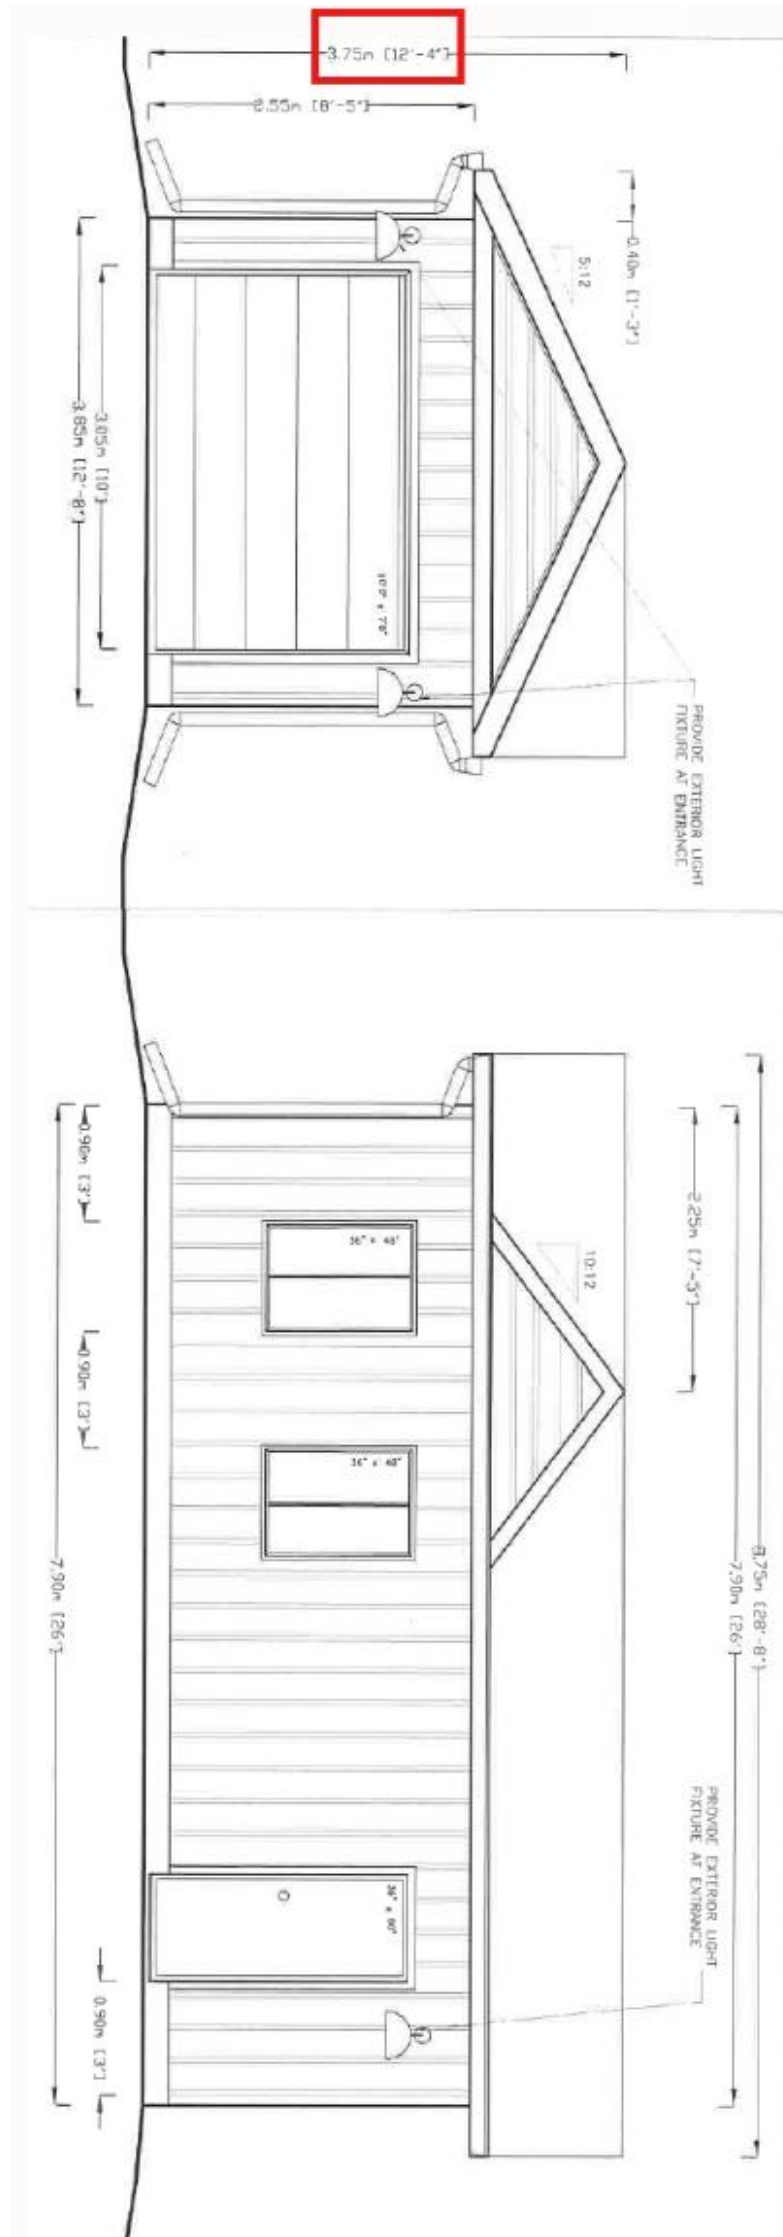 3.75m [12'-4"]
2.55m [8'-5"]
0.40m [1'-3"]
5:12
3.05m [10']
3.85m [12'-8"]
PROVIDE EXTERIOR LIGHT
FIXTURE AT ENTRANCE
8.75m [28'-8"]
7.90m [26']
2.25m [7'-5"]
10:12
36" x 48"
36" x 48"
0.90m [3']
0.90m [3']
7.90m [26']
PROVIDE EXTERIOR LIGHT
FIXTURE AT ENTRANCE
36" x 80"
0.90m [3']